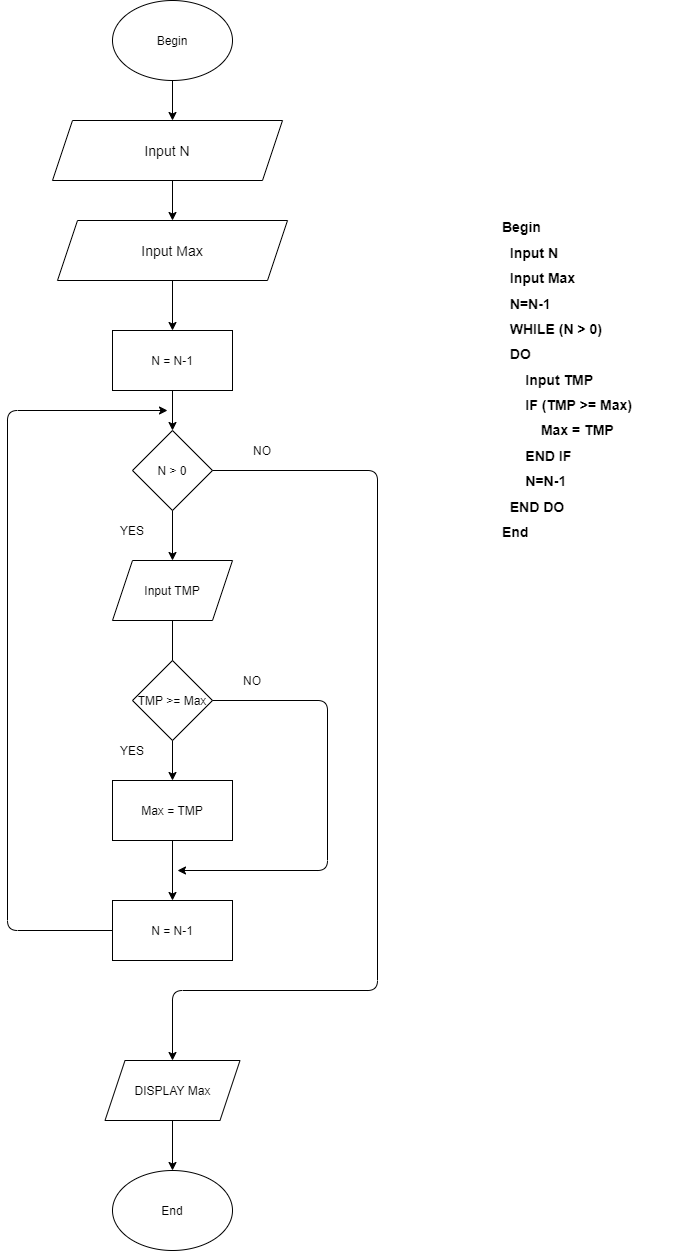 Begin
Input N
Input Max
N = N-1
N > 0
NO
YES
Input TMP
TMP >= Max
NO
YES
Max = TMP
N = N-1
DISPLAY Max
End
Begin
Input N
Input Max
N=N-1
WHILE (N > 0)
DO
Input TMP
IF (TMP >= Max)
Max = TMP
END IF
N=N-1
END DO
End